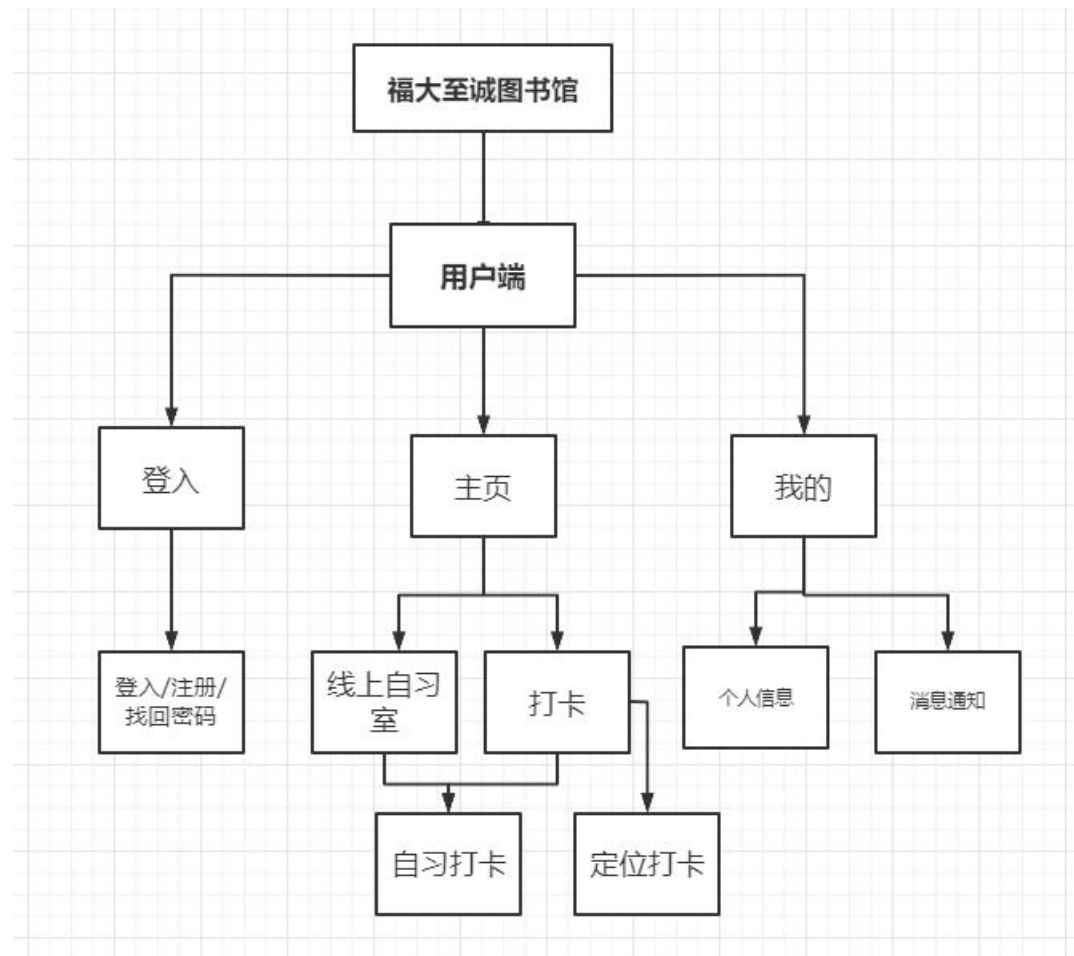 福大至诚图书馆
用户端
登入
主页
我的
登入/注册/
找回密码
线上自习
室
打卡
个人信息
消息通知
自习打卡
定位打卡